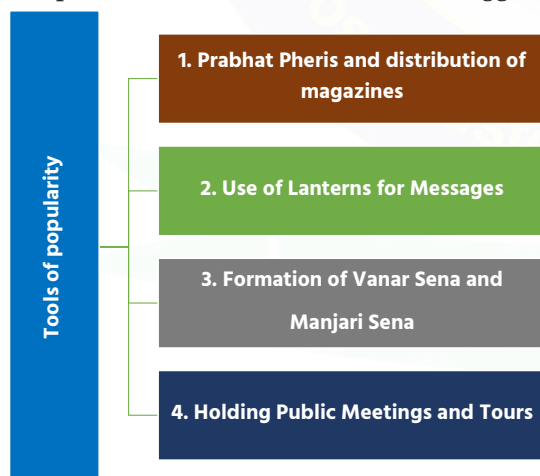 Tools of popularity
1. Prabhat Pheris and distribution of
magazines
2. Use of Lanterns for Messages
3. Formation of Vanar Sena and
Manjari Sena
4. Holding Public Meetings and Tours